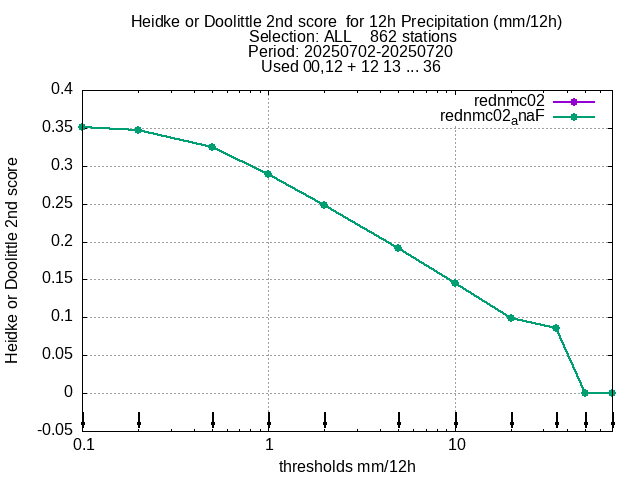 Heidke or Doolittle 2nd score  for 12h Precipitation (mm/12h)
Selection: ALL    862 stations
Period: 20250702-20250720
Used 00,12 + 12 13 ... 36
rednmc02
rednmc02anaF
0.4
0.35
0.3
0.25
0.2
0.15
0.1
0.05
0
-0.05
Heidke or Doolittle 2nd score
0.1 1 10
thresholds mm/12h